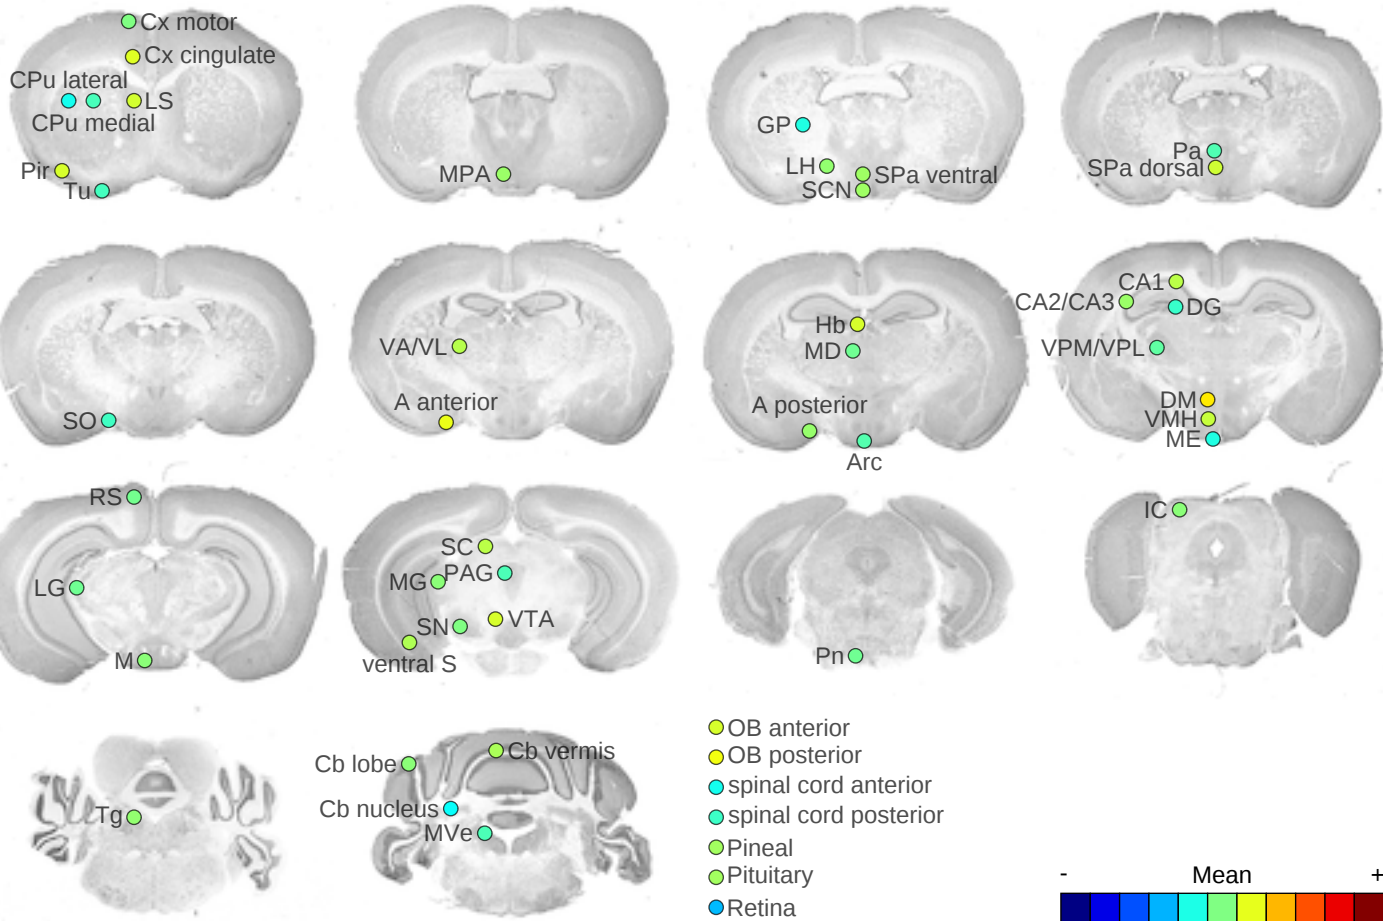 Cx motor
Cx cingulate
CPu lateral
LS
CPu medial
Pir
Tu
MPA
GP
LH
SPa ventral
SCN
Pa
SPa dorsal
SO
VA/VL
A anterior
Hb
MD
A posterior
Arc
CA1
CA2/CA3
DG
VPM/VPL
DM
VMH
ME
RS
LG
M
SC
MG
PAG
SN
VTA
ventral S
Pn
IC
Tg
Cb lobe
Cb vermis
Cb nucleus
MVe
OB anterior
OB posterior
spinal cord anterior
spinal cord posterior
Pineal
Pituitary
Retina
- Mean +